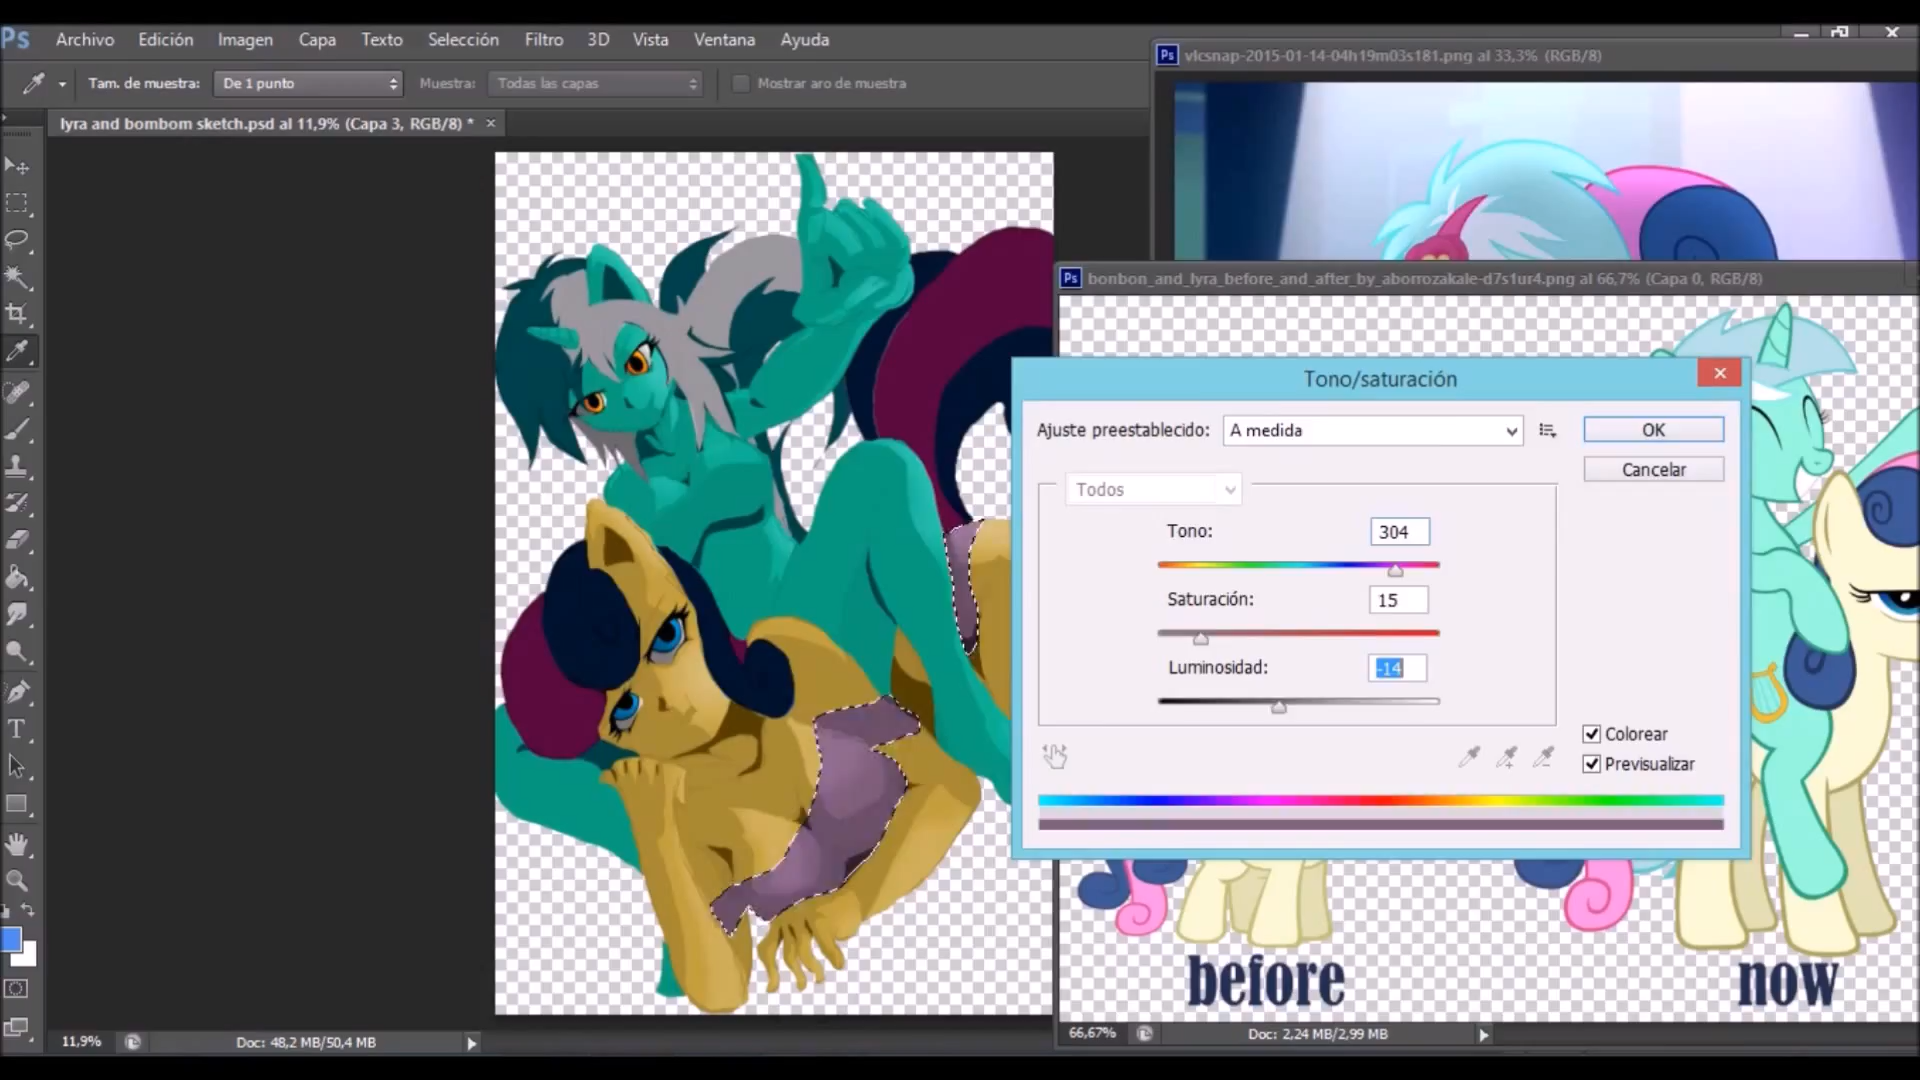 Ps Archivo Edición Imagen Capa Texto Selección Filtro 3D Vista Ventana Ayuda
Ps vlcsnap-2015-01-14-04h19m03s181.png al 33,3% (RGB/8)
Tam. de muestra: De 1 punto Muestra: Todas las capas Mostrar aro de muestra
lyra and bombom sketch.psd al 11,9% (Capa 3, RGB/8) * ×
Ps bonbon_and_lyra_before_and_after_by_aborrozakale-d7s1ur4.png al 66,7% (Capa 0, RGB/8)
Tono/saturación
Ajuste preestablecido: A medida OK
Cancelar
Todos
Tono: 304
Saturación: 15
Luminosidad: -14
Colorear
Previsualizar
T
before now
66,67% Doc: 2,24 MB/2,99 MB
11,9% Doc: 48,2 MB/50,4 MB